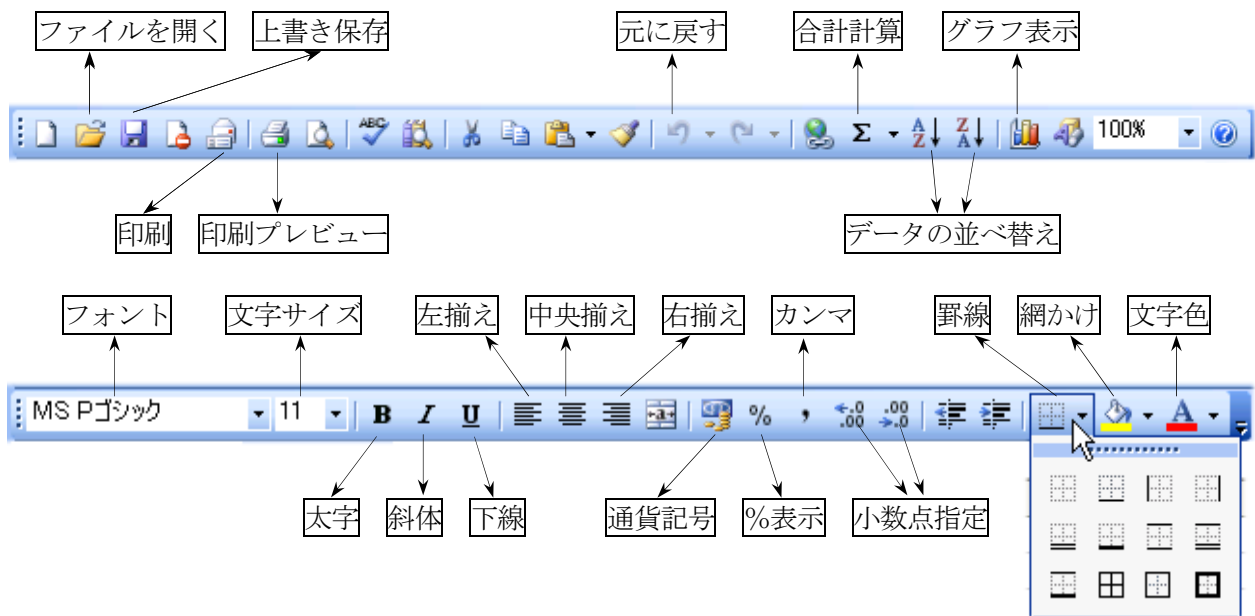 ファイルを開く 上書き保存 元に戻す 合計計算 グラフ表示
ABC Σ A Z Z A 100% ?
印刷 印刷プレビュー データの並べ替え
フォント 文字サイズ 左揃え 中央揃え 右揃え カンマ 罫線 網かけ 文字色
MS Pゴシック 11 B I U a % , .0 .00 .00 .0 A
太字 斜体 下線 通貨記号 %表示 小数点指定